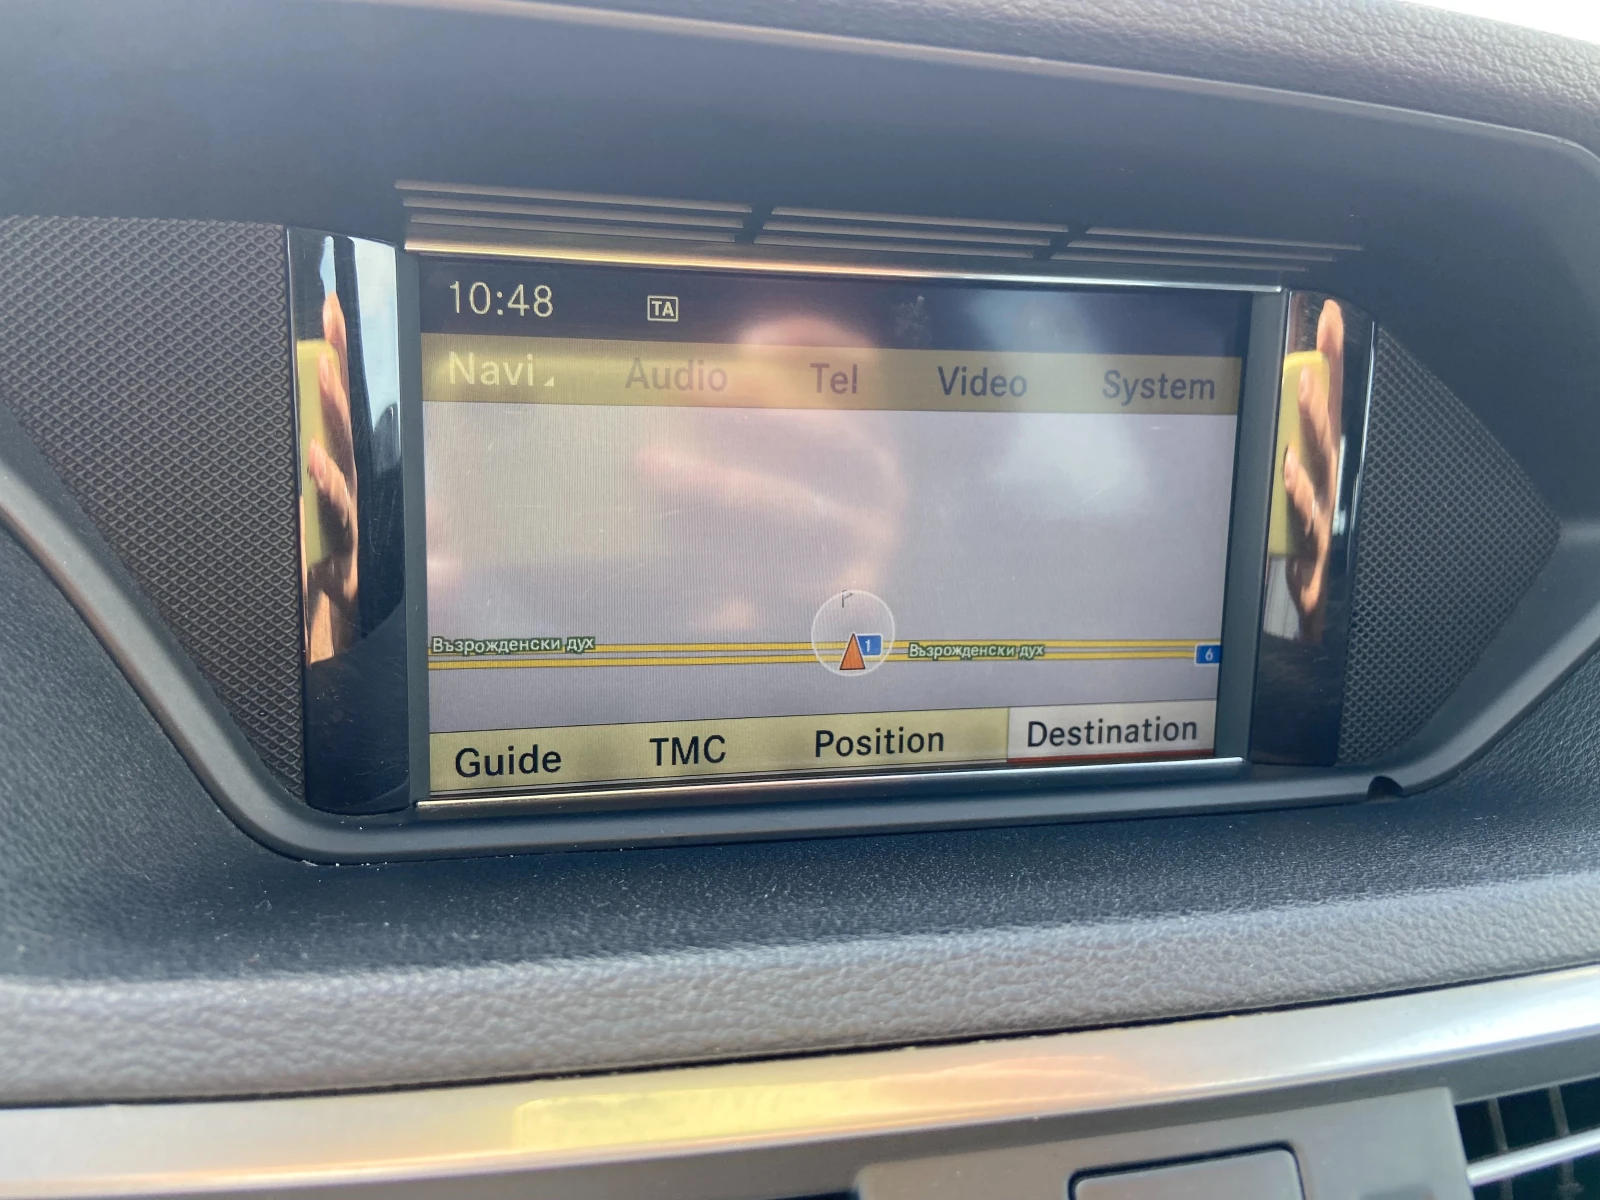 10:48 TA
Navi Audio Tel Video System
Възрожденски дух 1 Възрожденски дух 6
Guide TMC Position Destination